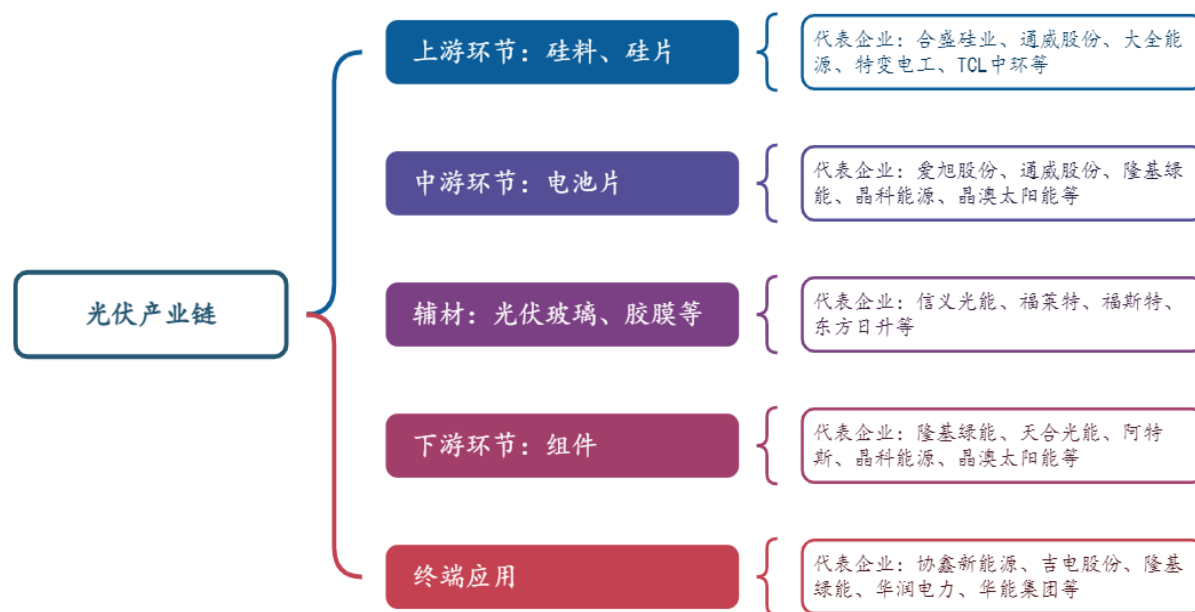 光伏产业链
上游环节：硅料、硅片
代表企业：合盛硅业、通威股份、大全能
源、特变电工、TCL中环等
中游环节：电池片
代表企业：爱旭股份、通威股份、隆基绿
能、晶科能源、晶澳太阳能等
辅材：光伏玻璃、胶膜等
代表企业：信义光能、福莱特、福斯特、
东方日升等
下游环节：组件
代表企业：隆基绿能、天合光能、阿特
斯、晶科能源、晶澳太阳能等
终端应用
代表企业：协鑫新能源、吉电股份、隆基
绿能、华润电力、华能集团等